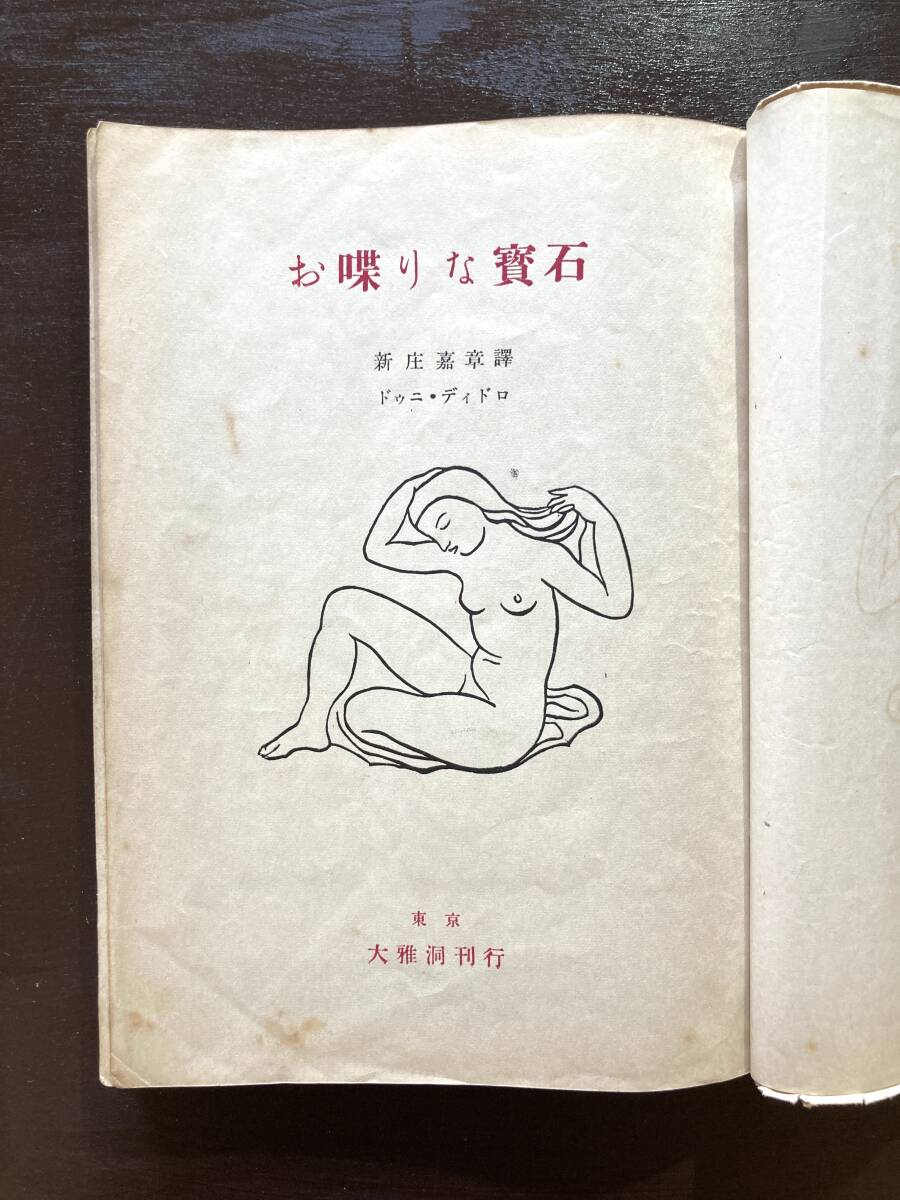 お喋りな寳石
新庄嘉章譯
ドゥニ・ディドロ
東京
大雅洞刊行